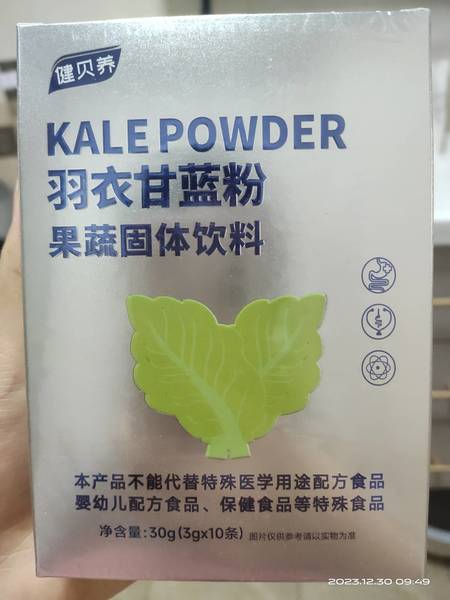 健贝养
KALE POWDER
羽衣甘蓝粉
果蔬固体饮料
本产品不能代替特殊医学用途配方食品
婴幼儿配方食品、保健食品等特殊食品
净含量:30g(3gx10条) 图片仅供参考请以实物为准
2023.12.30 09:49